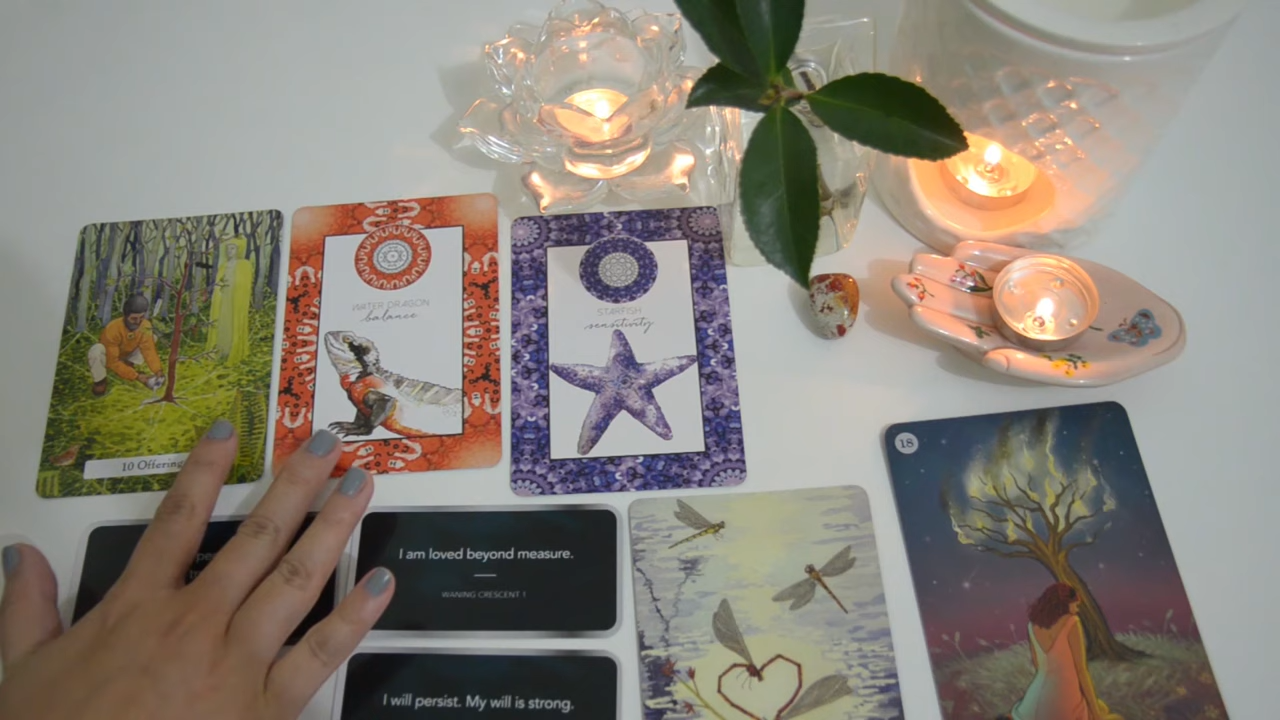 10 Offering
WATER DRAGON
balance
STARFISH
sensitivity
18
I am loved beyond measure.
WANING CRESCENT 1
I will persist. My will is strong.